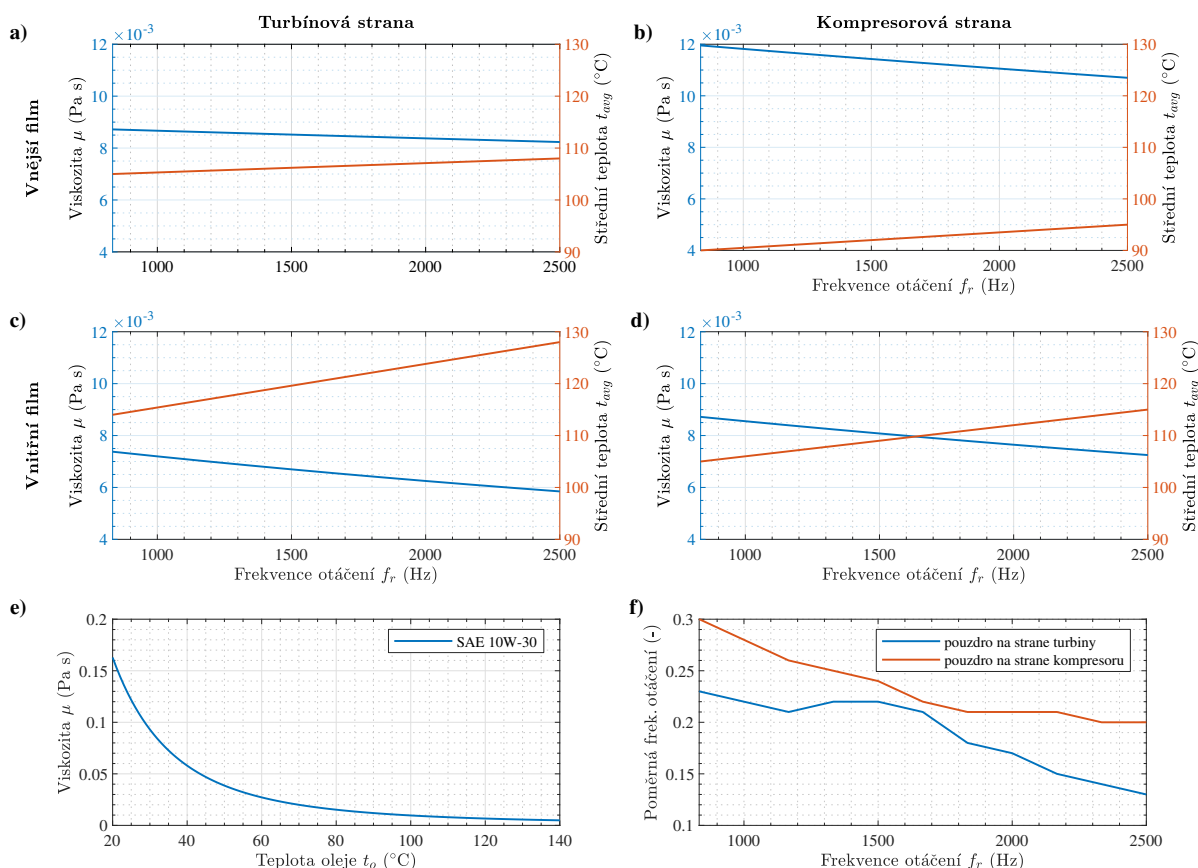 Turbínová strana
Kompresorová strana
a)
×10⁻³
12
10
8
6
4
Viskozita μ (Pa s)
Vnější film
130
120
110
100
90
Střední teplota t_avg (°C)
1000 1500 2000 2500
b)
×10⁻³
12
10
8
6
4
Viskozita μ (Pa s)
130
120
110
100
90
Střední teplota t_avg (°C)
1000 1500 2000 2500
Frekvence otáčení f_r (Hz)
c)
×10⁻³
12
10
8
6
4
Viskozita μ (Pa s)
Vnitřní film
130
120
110
100
90
Střední teplota t_avg (°C)
1000 1500 2000 2500
Frekvence otáčení f_r (Hz)
d)
×10⁻³
12
10
8
6
4
Viskozita μ (Pa s)
130
120
110
100
90
Střední teplota t_avg (°C)
1000 1500 2000 2500
Frekvence otáčení f_r (Hz)
e)
0.2
0.15
0.1
0.05
0
Viskozita μ (Pa s)
SAE 10W-30
20 40 60 80 100 120 140
Teplota oleje t_o (°C)
f)
0.3
0.25
0.2
0.15
0.1
Poměrná frek. otáčení (-)
pouzdro na strane turbiny
pouzdro na strane kompresoru
1000 1500 2000 2500
Frekvence otáčení f_r (Hz)